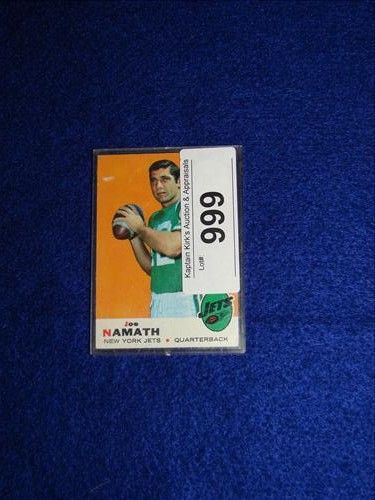 Kaptain Kirk's Auction & Appraisals
Lot#:
999
JETS
Joe
NAMATH
NEW YORK JETS • QUARTERBACK